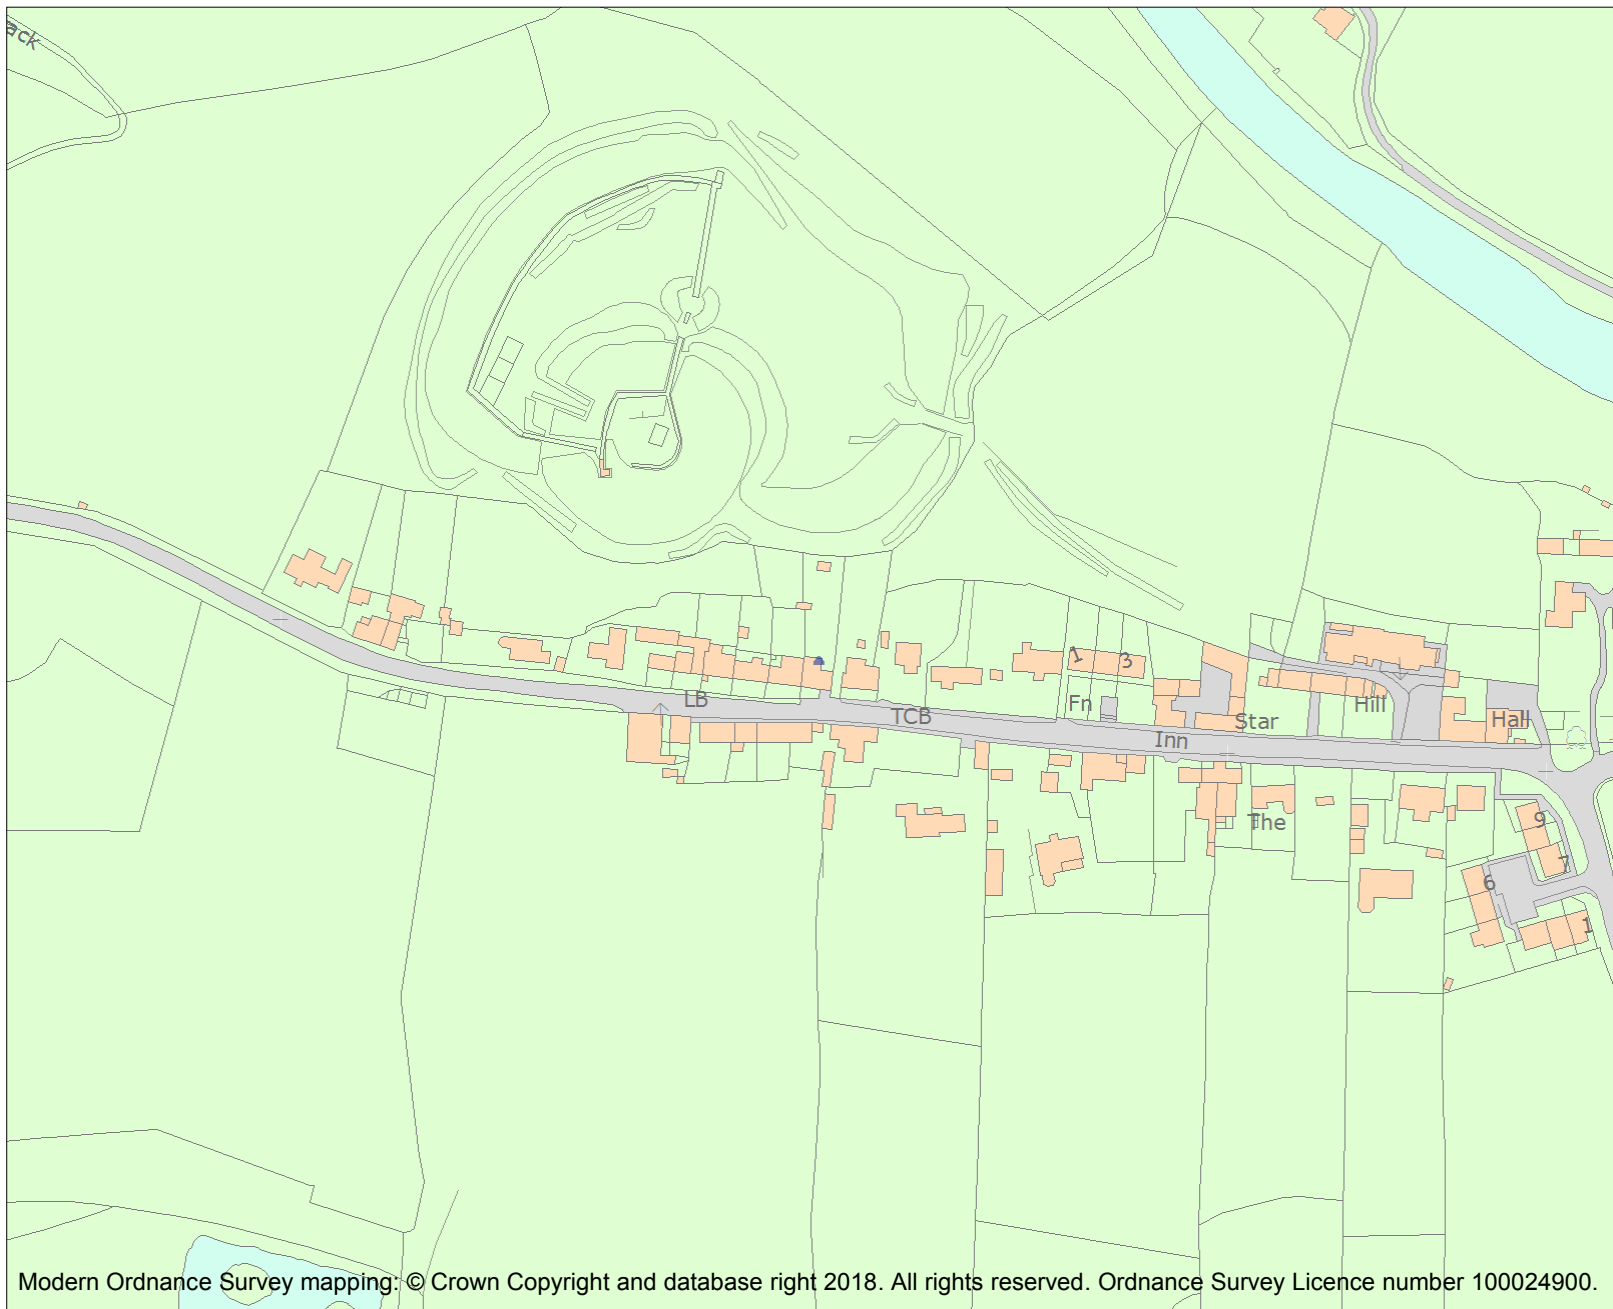 ack
1
3
LB
Fn
TCB
Star
Inn
Hill
Hall
The
9
7
6
1
Modern Ordnance Survey mapping: © Crown Copyright and database right 2018. All rights reserved. Ordnance Survey Licence number 100024900.